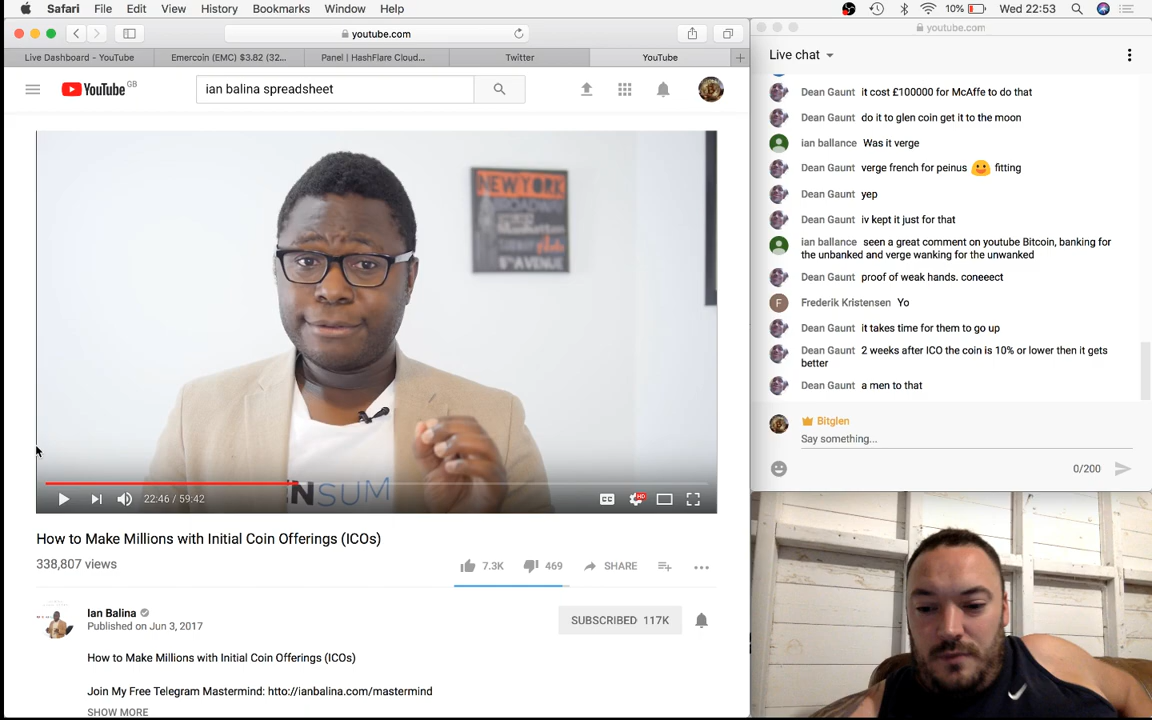 Safari File Edit View History Bookmarks Window Help
10% Wed 22:53
youtube.com
Live Dashboard - YouTube
Emercoin (EMC) $3.82 (32...
Panel | HashFlare Cloud...
Twitter
YouTube
YouTube GB
ian balina spreadsheet
NEW YORK
BROADWAY
5TH AVENUE
NSUM
22:46 / 59:42
CC
HD
How to Make Millions with Initial Coin Offerings (ICOs)
338,807 views
7.3K
469
SHARE
Ian Balina
Published on Jun 3, 2017
SUBSCRIBED 117K
How to Make Millions with Initial Coin Offerings (ICOs)
Join My Free Telegram Mastermind: http://ianbalina.com/mastermind
SHOW MORE
youtube.com
Live chat
Dean Gaunt it cost £100000 for McAffe to do that
Dean Gaunt do it to glen coin get it to the moon
ian ballance Was it verge
Dean Gaunt verge french for peinus fitting
Dean Gaunt yep
Dean Gaunt iv kept it just for that
ian ballance seen a great comment on youtube Bitcoin, banking for
the unbanked and verge wanking for the unwanked
Dean Gaunt proof of weak hands. coneeect
F
Frederik Kristensen Yo
Dean Gaunt it takes time for them to go up
Dean Gaunt 2 weeks after ICO the coin is 10% or lower then it gets
better
Dean Gaunt a men to that
Bitglen
Say something...
0/200